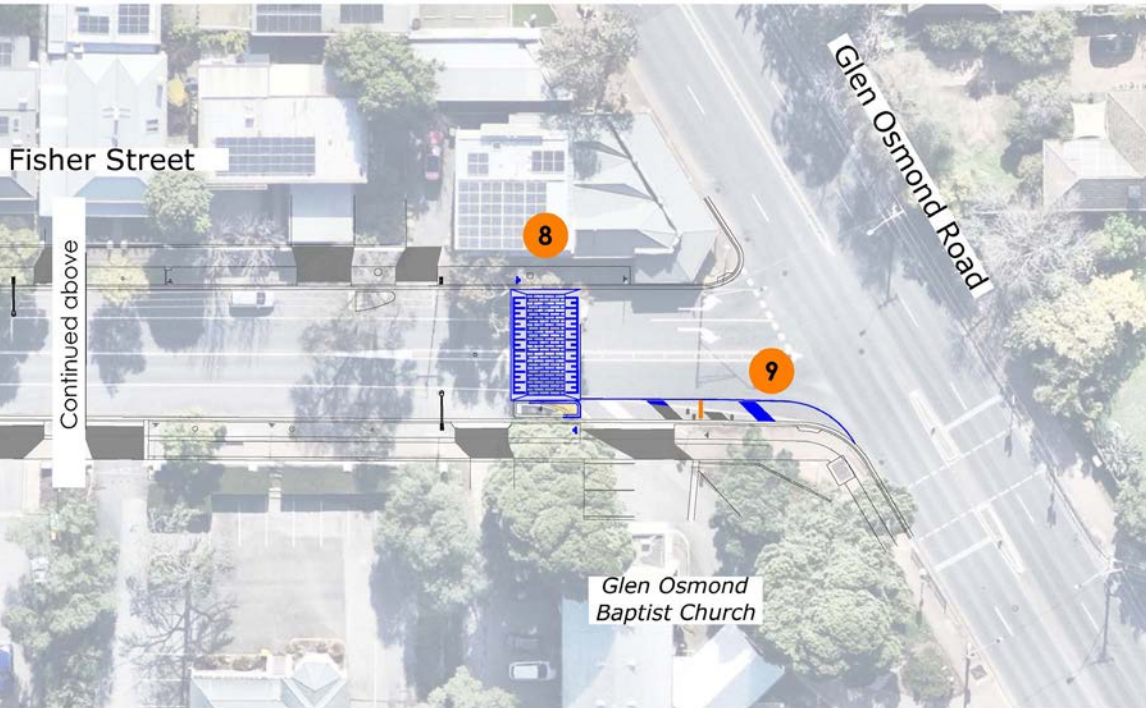 Glen Osmond Road
Fisher Street
8
Continued above
9
Glen Osmond
Baptist Church